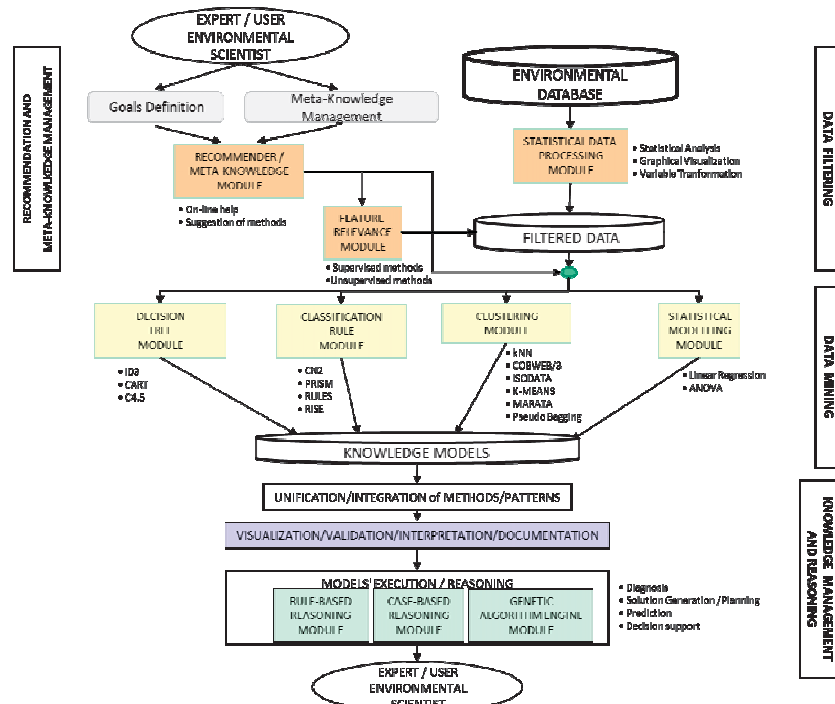 EXPERT / USER
ENVIRONMENTAL
SCIENTIST
RECOMMENDATION AND
META-KNOWLEDGE MANAGEMENT
Goals Definition
Meta-Knowledge
Management
ENVIRONMENTAL
DATABASE
DATA FILTERING
RECOMMENDER /
META-KNOWLEDGE
MODULE
• On-line help
• Suggestion of methods
STATISTICAL DATA
PROCESSING
MODULE
• Statistical Analysis
• Graphical Visualization
• Variable Tranformation
FEATURE
RELEVANCE
MODULE
• Supervised methods
•Unsupervised methods
FILTERED DATA
DECISION
TREE
MODULE
• ID3
• CART
• C4.5
CLASSIFICATION
RULE
MODULE
• CN2
• PRISM
• RULES
• RISE
CLUSTERING
MODULE
• kNN
• COBWEB/3
• ISODATA
• K-MEANS
• MARATA
• Pseudo Bagging
STATISTICAL
MODELLING
MODULE
• Linear Regression
• ANOVA
DATA MINING
KNOWLEDGE MODELS
UNIFICATION/INTEGRATION of METHODS/PATTERNS
VISUALIZATION/VALIDATION/INTERPRETATION/DOCUMENTATION
MODELS' EXECUTION / REASONING
RULE-BASED
REASONING
MODULE
CASE-BASED
REASONING
MODULE
GENETIC
ALGORITHM ENGINE
MODULE
• Diagnosis
• Solution Generation /Planning
• Prediction
• Decision support
KNOWLEDGE MANAGEMENT
AND REASONING
EXPERT / USER
ENVIRONMENTAL
SCIENTIST